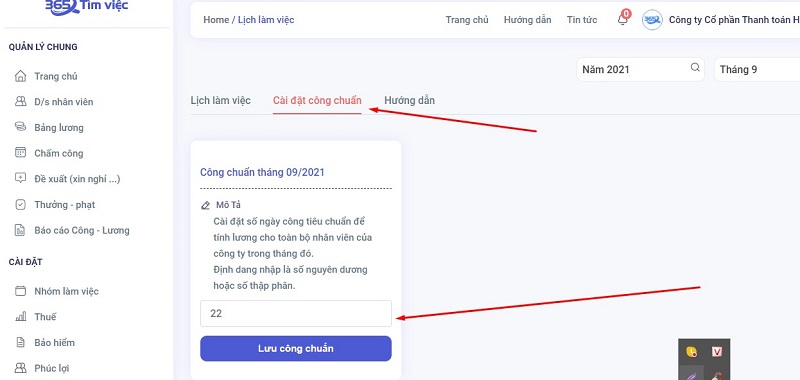 365 Tìm việc
Home / Lịch làm việc
Trang chủ
Hướng dẫn
Tin tức
8
Công ty Cổ phần Thanh toán H
QUẢN LÝ CHUNG
Trang chủ
D/s nhân viên
Bảng lương
Chấm công
Đề xuất (xin nghỉ ...)
Thưởng - phạt
Báo cáo Công - Lương
CÀI ĐẶT
Nhóm làm việc
Thuế
Bảo hiểm
Phúc lợi
Năm 2021
Tháng 9
Lịch làm việc
Cài đặt công chuẩn
Hướng dẫn
Công chuẩn tháng 09/2021
Mô Tả
Cài đặt số ngày công tiêu chuẩn để
tính lương cho toàn bộ nhân viên của
công ty trong tháng đó.
Định dang nhập là số nguyên dương
hoặc số thập phân.
22
Lưu công chuẩn